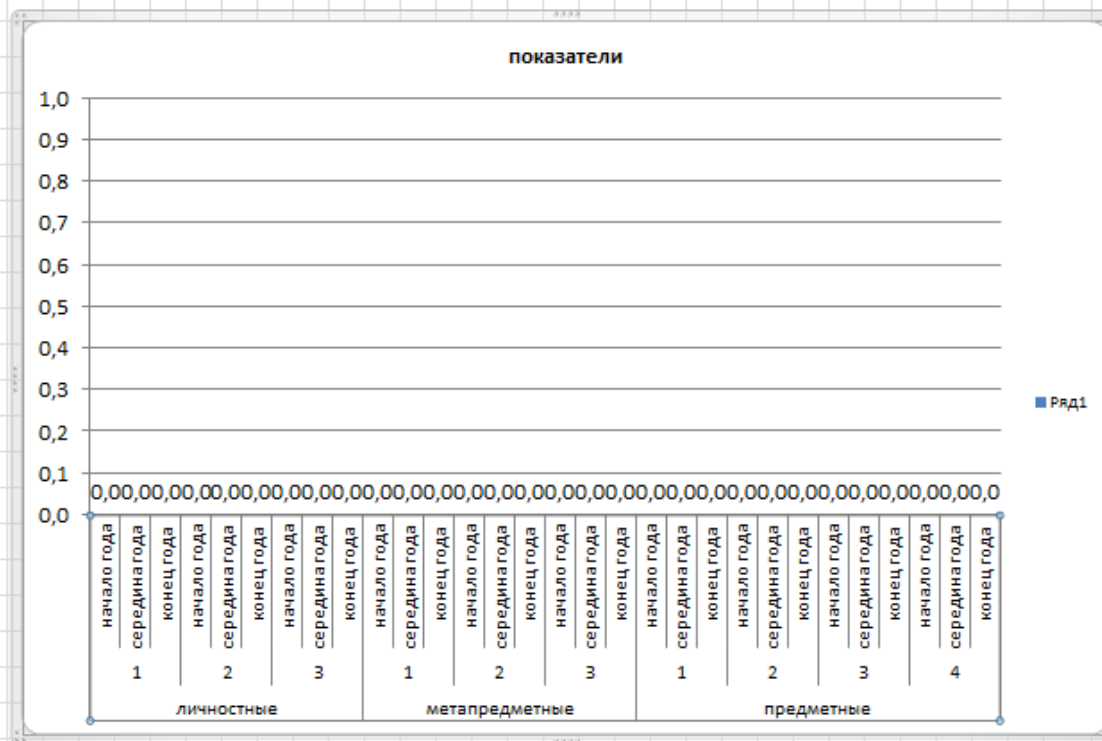 показатели
1,0
0,9
0,8
0,7
0,6
0,5
0,4
0,3
0,2
0,1
0,0
0,00,00,00,00,00,00,00,00,00,00,00,00,00,00,00,00,00,00,00,00,00,00,00,00,00,00,00,00,00,0
Ряд1
начало года середина года конец года начало года середина года конец года начало года середина года конец года начало года середина года конец года начало года середина года конец года начало года середина года конец года начало года середина года конец года начало года середина года конец года начало года середина года конец года начало года середина года конец года
1 2 3 1 2 3 1 2 3 4
личностные метапредметные предметные